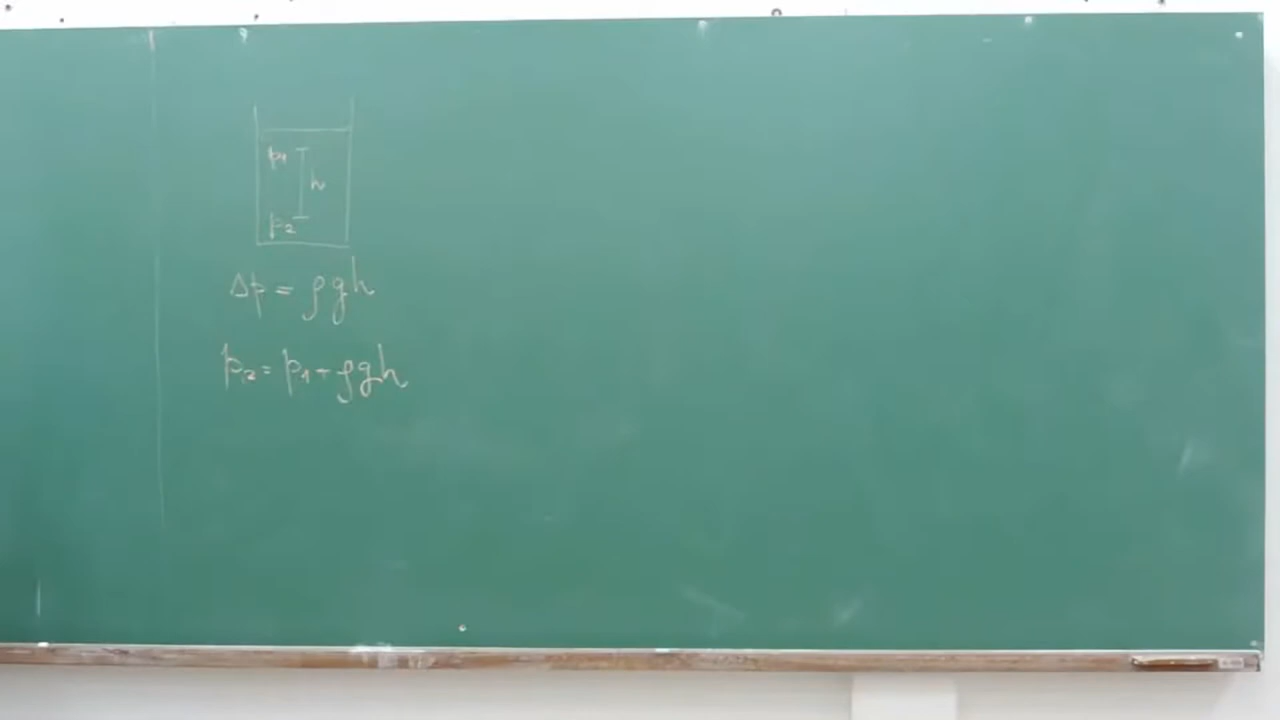 p₁
h
p₂
Δp = ρgh
p₂ = p₁ + ρgh